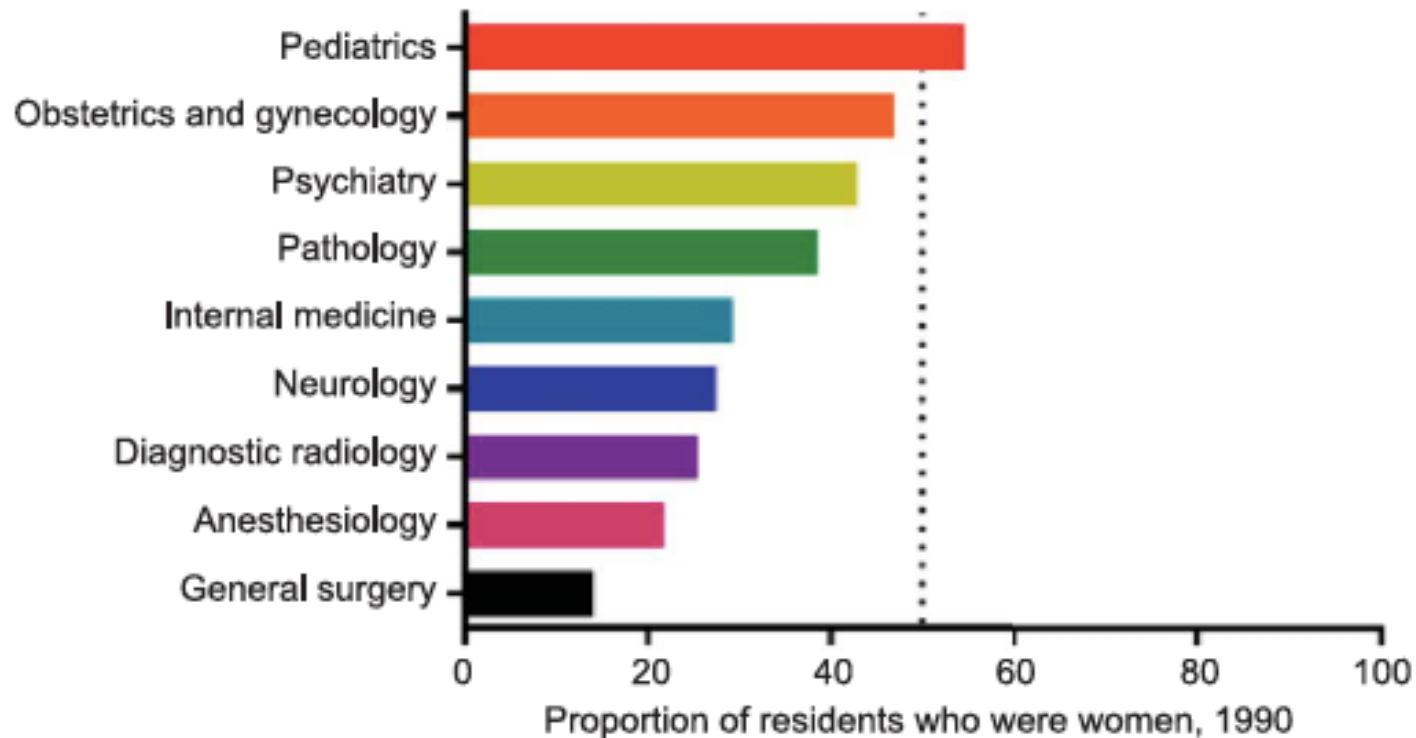 Pediatrics
Obstetrics and gynecology
Psychiatry
Pathology
Internal medicine
Neurology
Diagnostic radiology
Anesthesiology
General surgery
0 20 40 60 80 100
Proportion of residents who were women, 1990